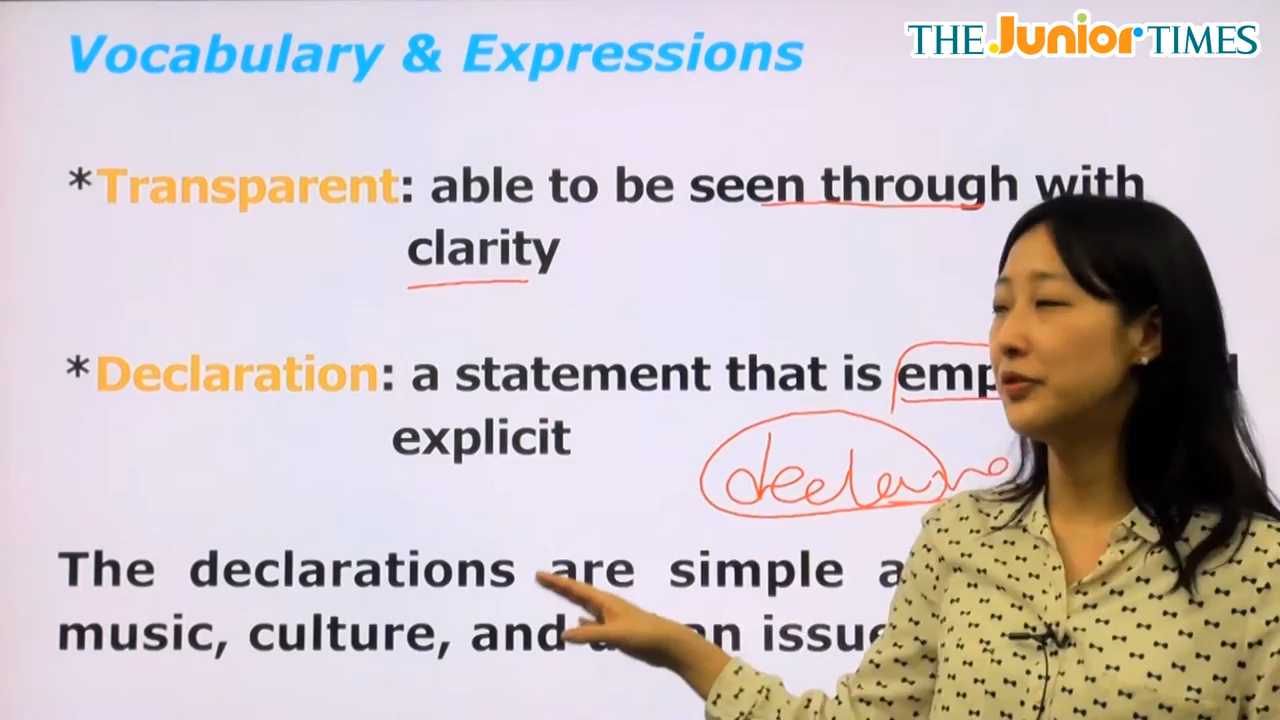 THE Junior TIMES
Vocabulary & Expressions
*Transparent: able to be seen through with
clarity
*Declaration: a statement that is
explicit
The declarations are simple
music, culture, and